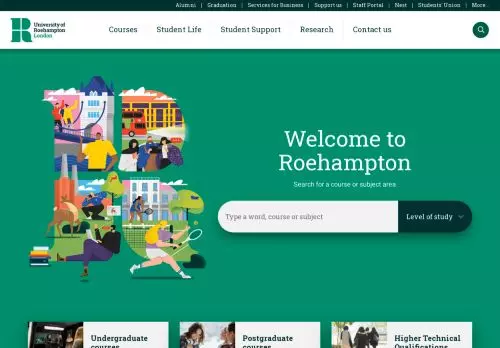 Alumni | Graduation | Services for Business | Support us | Staff Portal | Nest | Students' Union | More...
University of
Roehampton
London
Courses Student Life Student Support Research Contact us
Welcome to
Roehampton
Search for a course or subject area
Type a word, course or subject Level of study
Undergraduate
courses
Postgraduate
courses
Higher Technical
Qualifications